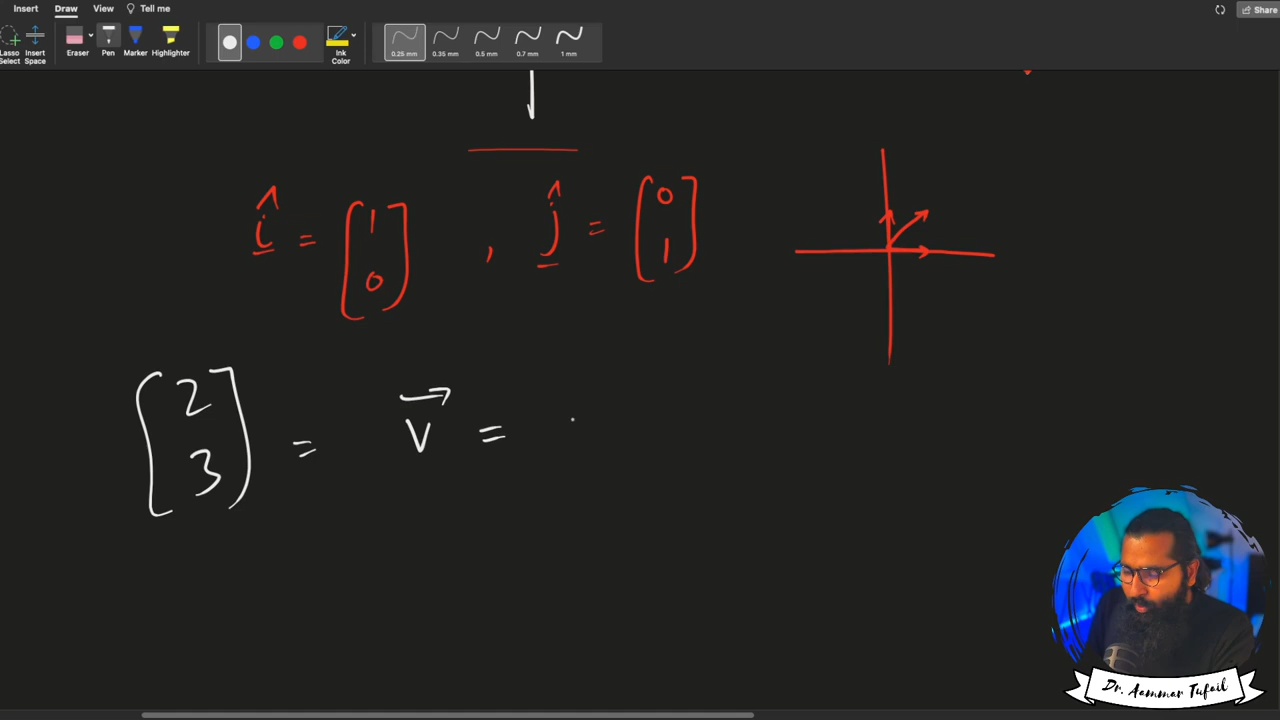 Insert Draw View Tell me Share
Lasso Select Insert Space Eraser Pen Marker Highlighter Ink Color 0.25 mm 0.35 mm 0.5 mm 0.7 mm 1 mm
î = [1 0] , ĵ = [0 1]
[2 3] = v⃗ =
Dr. Aammar Tufail